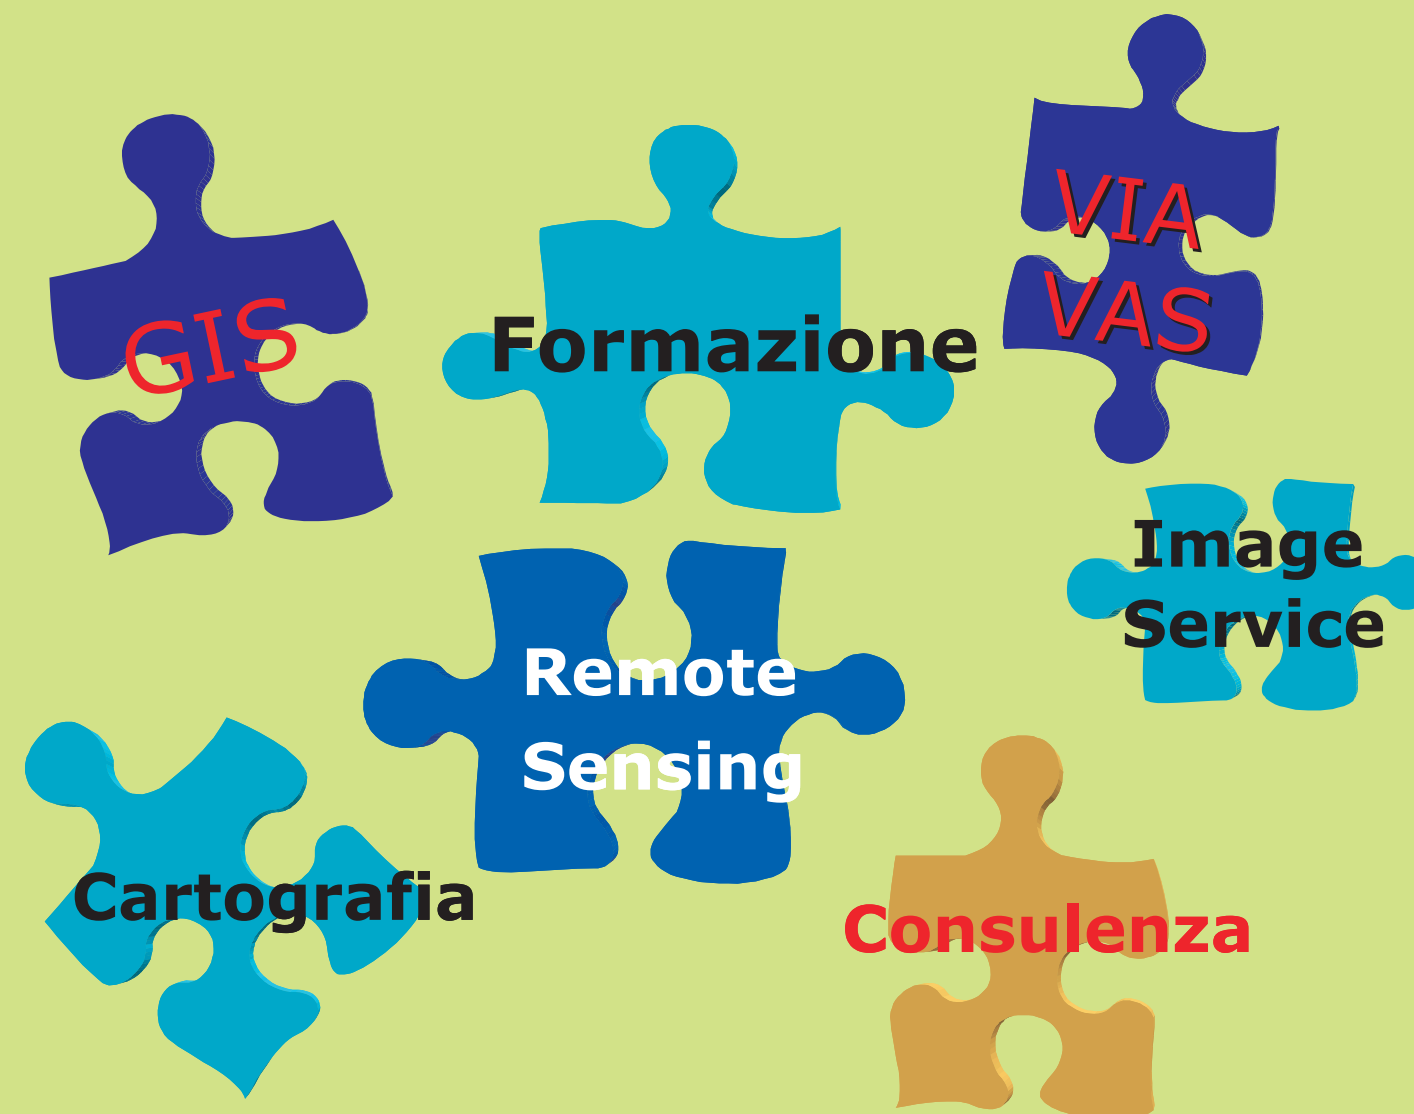 GIS
Formazione
VIA
VAS
Image
Service
Remote
Sensing
Cartografia
Consulenza